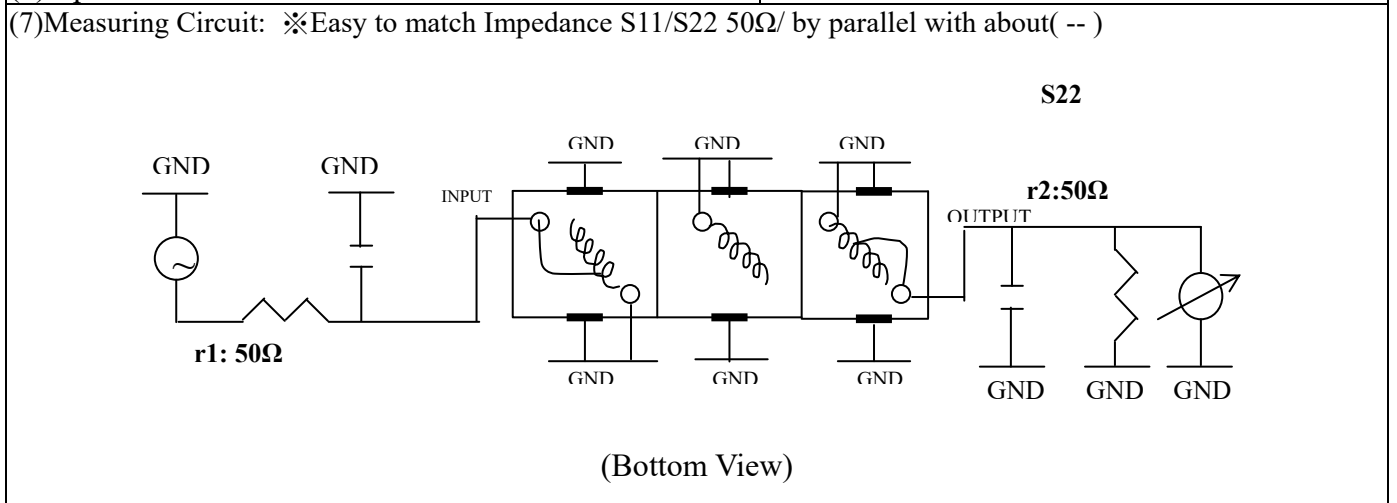 (7)Measuring Circuit: ※Easy to match Impedance S11/S22 50Ω/ by parallel with about( -- )
S22
GND GND GND
GND GND
INPUT
r2:50Ω
OUTPUT
~
r1: 50Ω
GND GND GND
GND GND GND
(Bottom View)